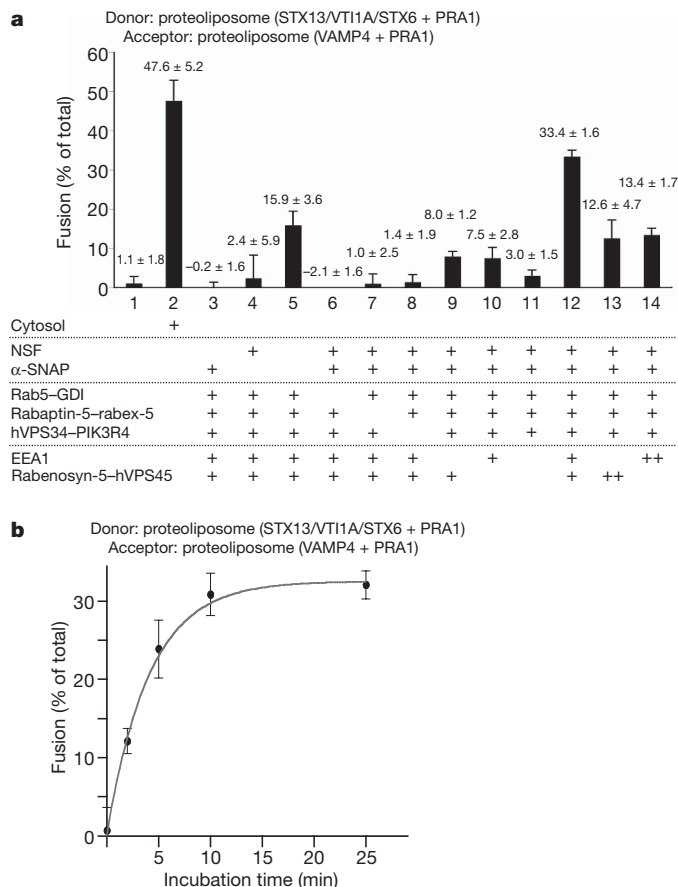 a
Donor: proteoliposome (STX13/VTI1A/STX6 + PRA1)
Acceptor: proteoliposome (VAMP4 + PRA1)
Fusion (% of total)
60
50
40
30
20
10
0
1.1 ± 1.8
47.6 ± 5.2
–0.2 ± 1.6
2.4 ± 5.9
15.9 ± 3.6
–2.1 ± 1.6
1.0 ± 2.5
1.4 ± 1.9
8.0 ± 1.2
7.5 ± 2.8
3.0 ± 1.5
33.4 ± 1.6
12.6 ± 4.7
13.4 ± 1.7
1 2 3 4 5 6 7 8 9 10 11 12 13 14
Cytosol +
NSF + + + + + + + + + +
α-SNAP + + + + + + + + + +
Rab5–GDI + + + + + + + + + + +
Rabaptin-5–rabex-5 + + + + + + + + + + +
hVPS34–PIK3R4 + + + + + + + + + + +
EEA1 + + + + + + + + ++
Rabenosyn-5–hVPS45 + + + + + + + + ++
b
Donor: proteoliposome (STX13/VTI1A/STX6 + PRA1)
Acceptor: proteoliposome (VAMP4 + PRA1)
Fusion (% of total)
30
20
10
0
5 10 15 20 25
Incubation time (min)